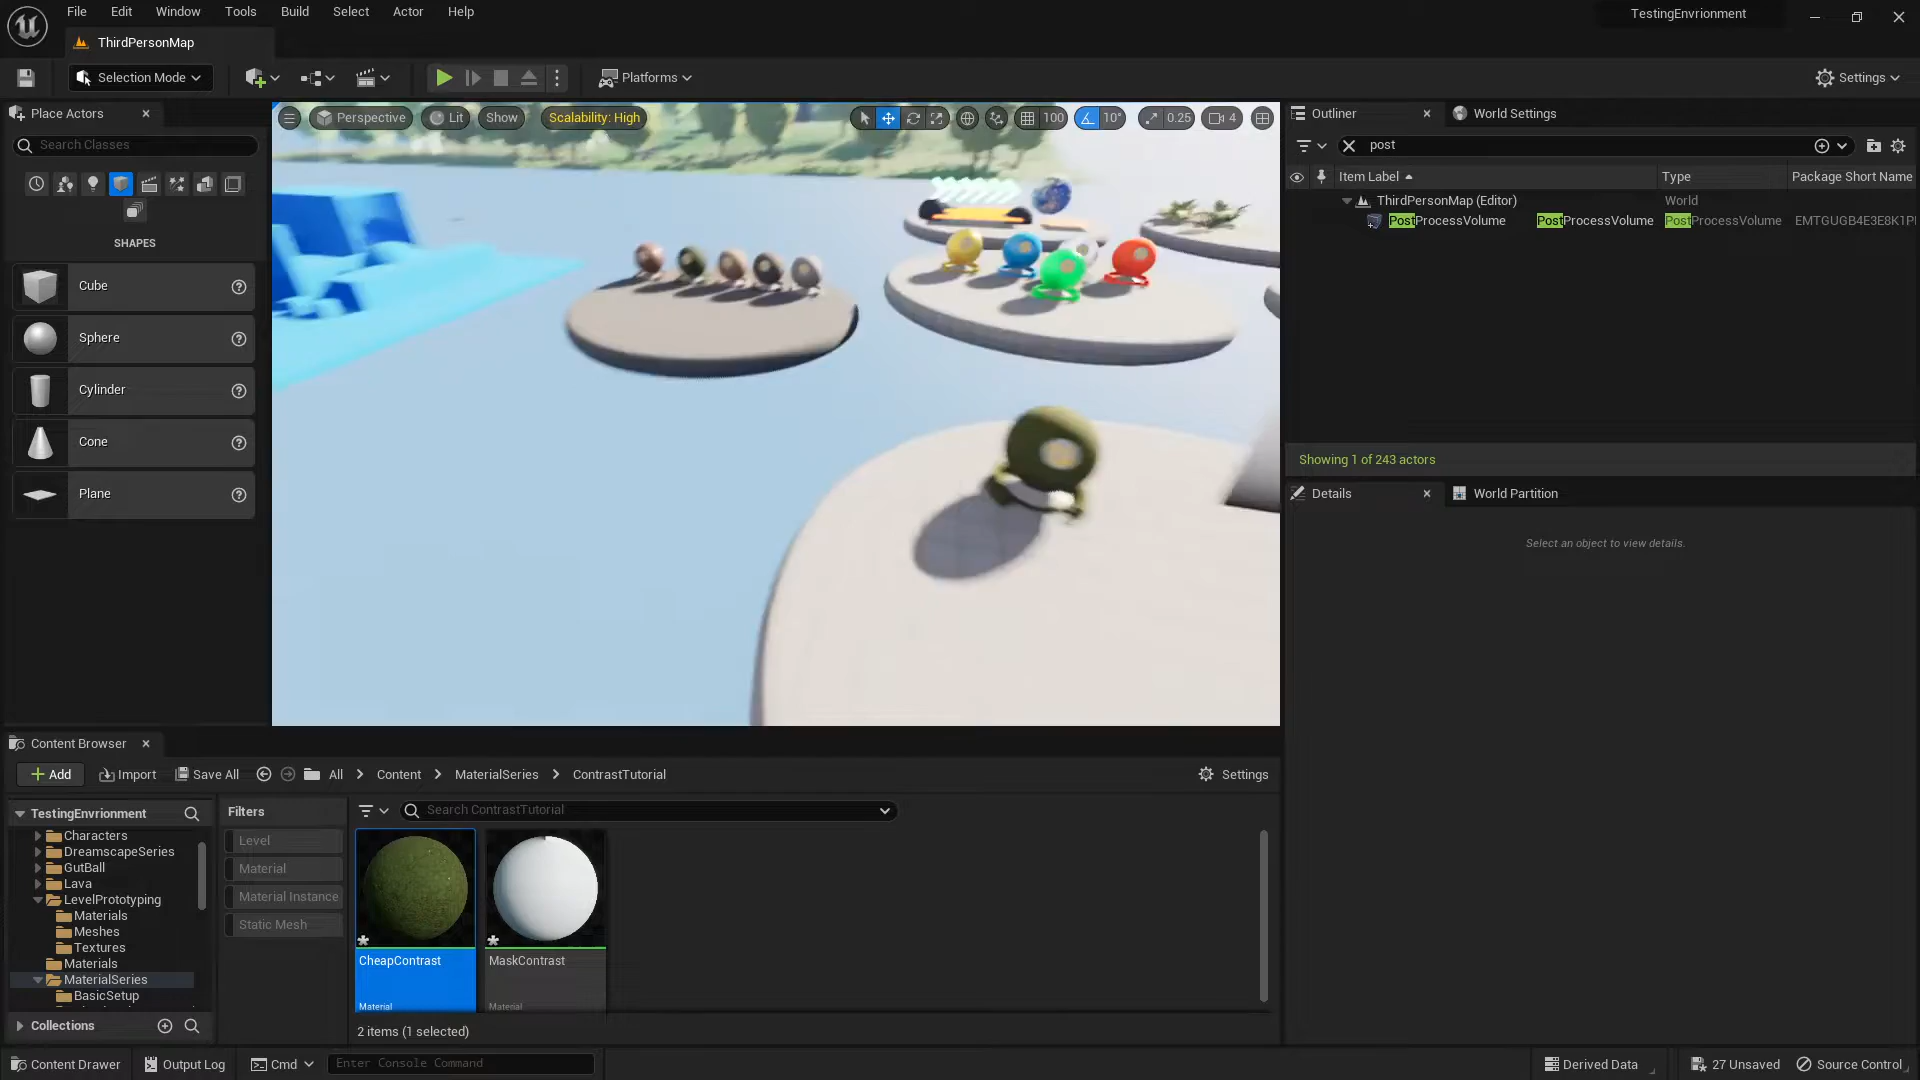 File Edit Window Tools Build Select Actor Help
TestingEnvrionment
ThirdPersonMap
Selection Mode
Platforms
Settings
Place Actors
Search Classes
SHAPES
Cube
Sphere
Cylinder
Cone
Plane
Perspective Lit Show Scalability: High
100 10° 0.25 4
Outliner
World Settings
post
Item Label Type Package Short Name
ThirdPersonMap (Editor) World
PostProcessVolume PostProcessVolume PostProcessVolume EMTGUGB4E3E8K1P
Showing 1 of 243 actors
Details
World Partition
Select an object to view details.
Content Browser
Add Import Save All All Content MaterialSeries ContrastTutorial Settings
TestingEnvrionment
Characters
DreamscapeSeries
GutBall
Lava
LevelPrototyping
Materials
Meshes
Textures
Materials
MaterialSeries
BasicSetup
Collections
Filters
Level
Material
Material Instance
Static Mesh
Search ContrastTutorial
CheapContrast
Material
MaskContrast
Material
2 items (1 selected)
Content Drawer Output Log Cmd Enter Console Command Derived Data 27 Unsaved Source Control